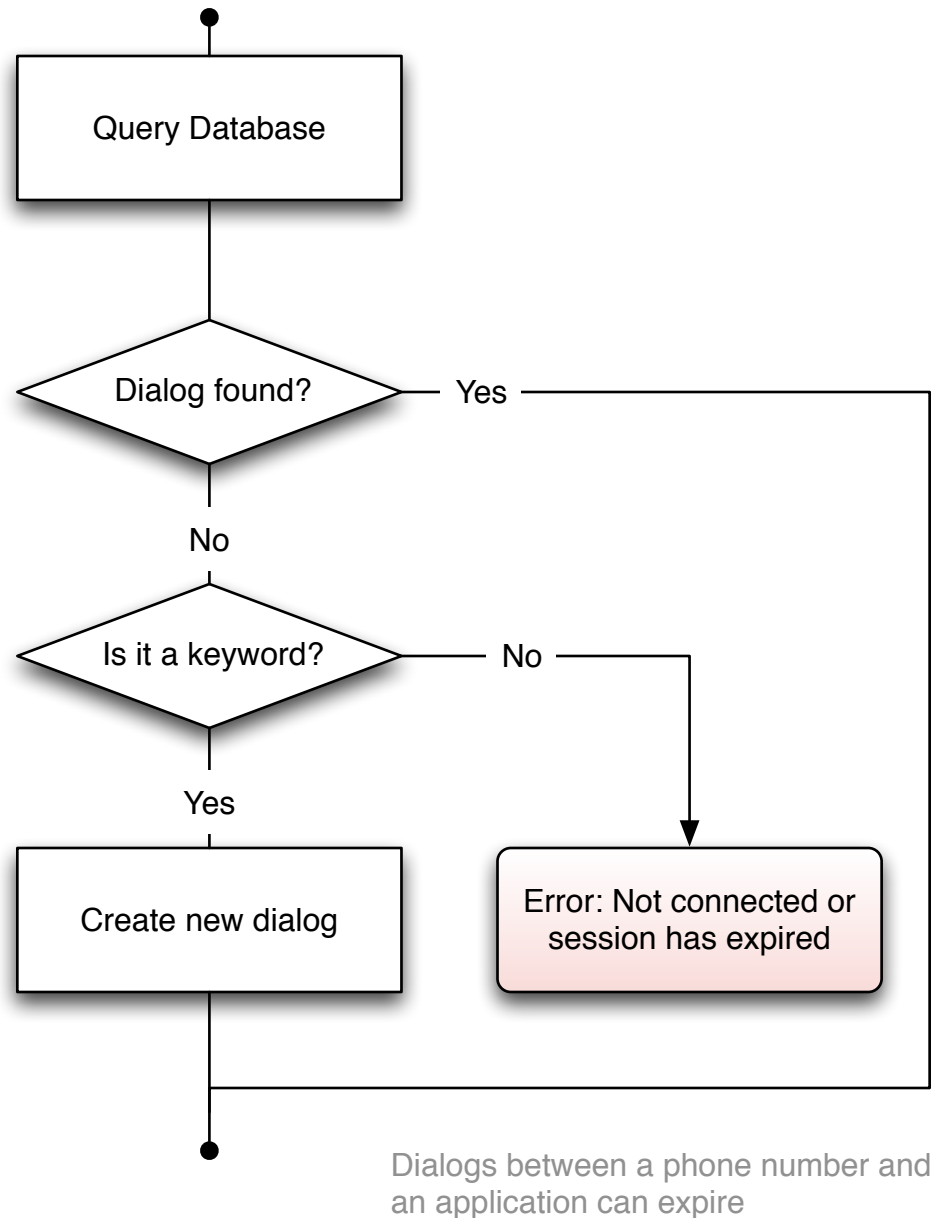 Query Database
Dialog found?
Yes
No
Is it a keyword?
No
Yes
Create new dialog
Error: Not connected or
session has expired
Dialogs between a phone number and
an application can expire